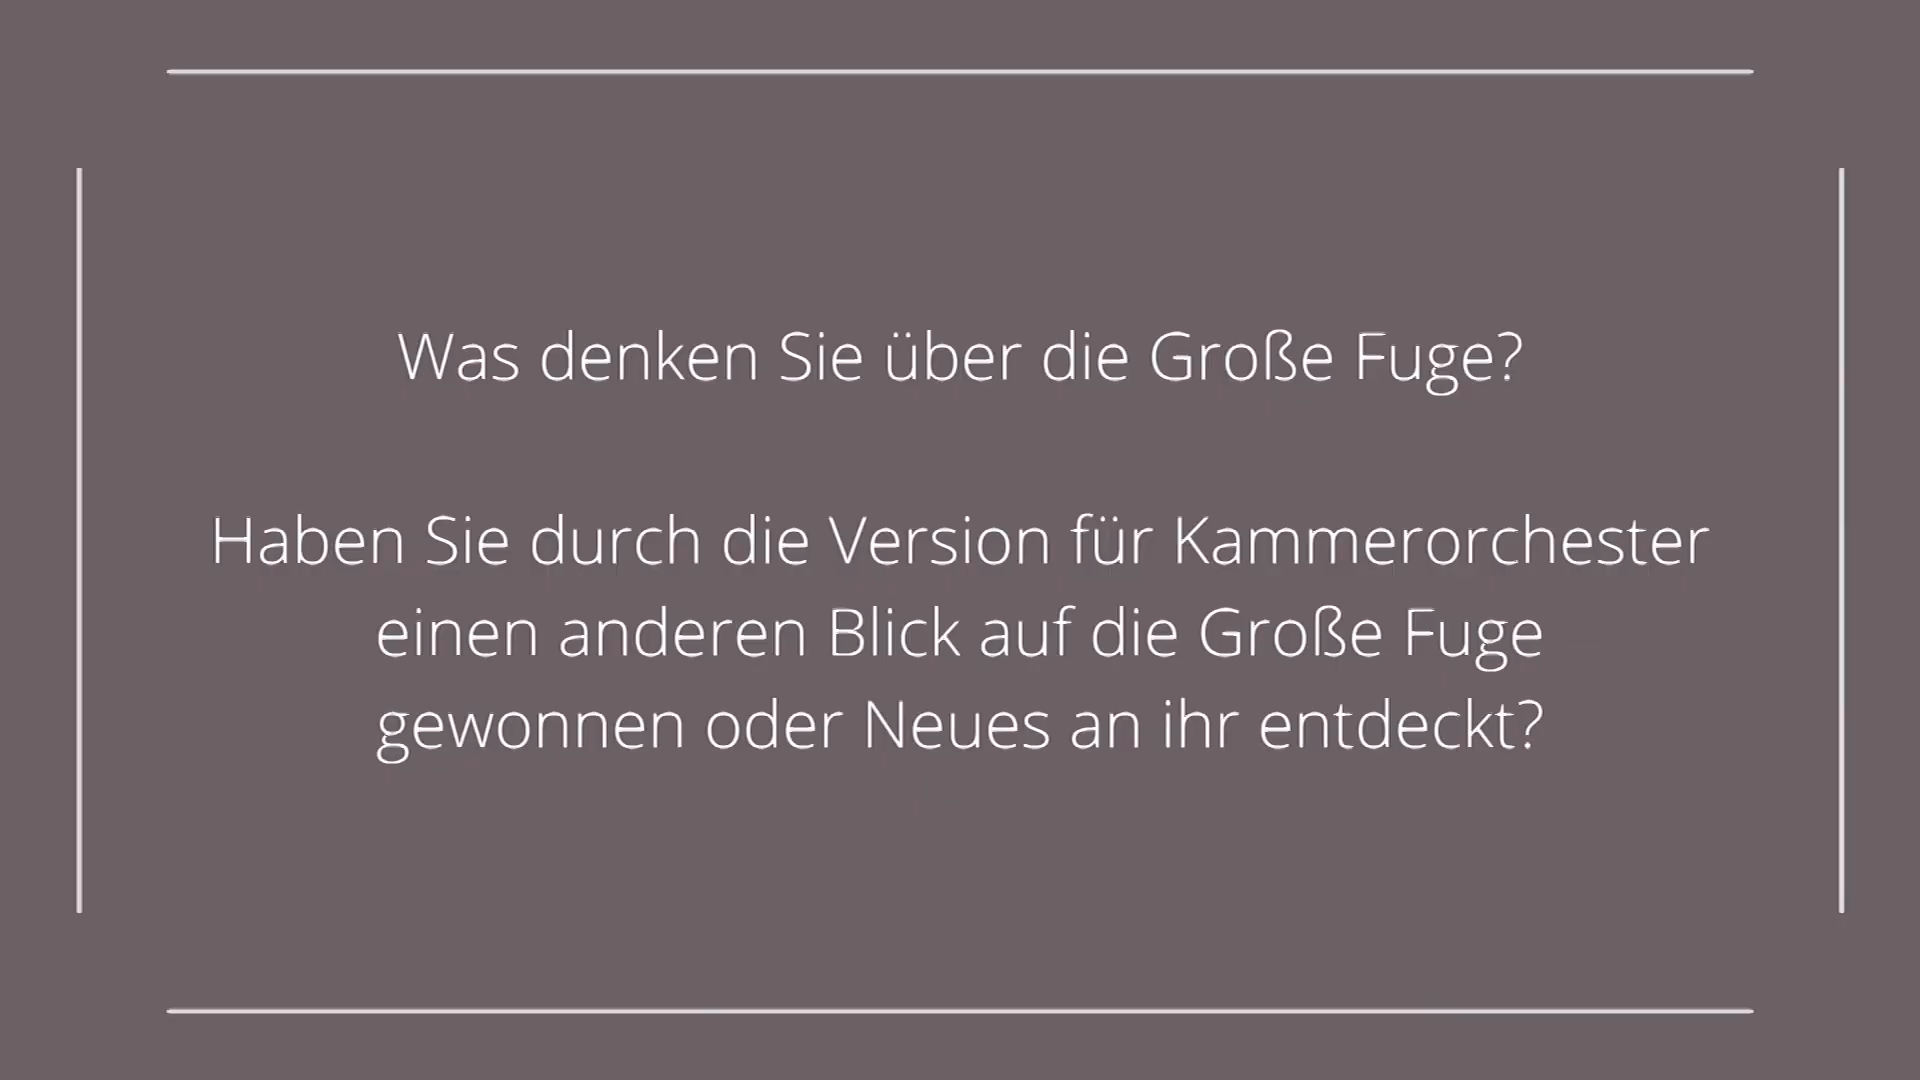 Was denken Sie über die Große Fuge?
Haben Sie durch die Version für Kammerorchester
einen anderen Blick auf die Große Fuge
gewonnen oder Neues an ihr entdeckt?